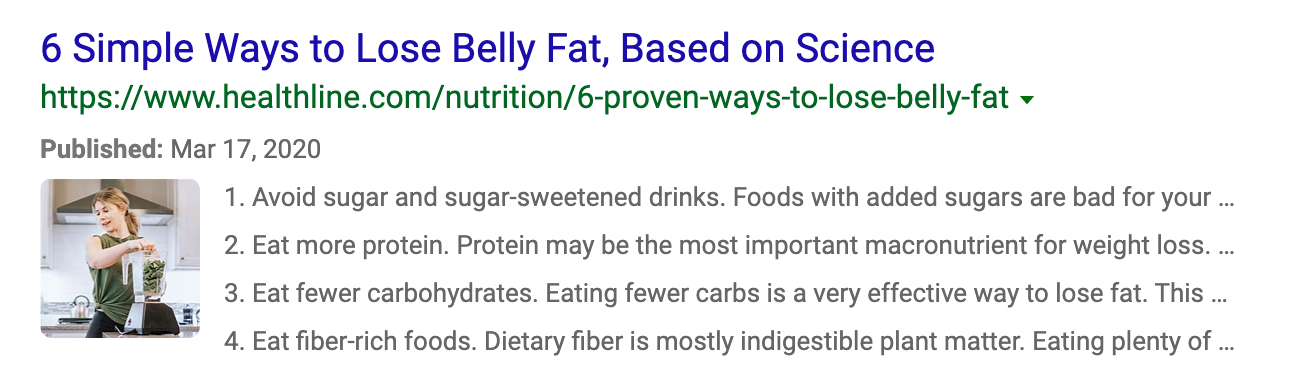 6 Simple Ways to Lose Belly Fat, Based on Science
https://www.healthline.com/nutrition/6-proven-ways-to-lose-belly-fat
Published: Mar 17, 2020
1. Avoid sugar and sugar-sweetened drinks. Foods with added sugars are bad for your ...
2. Eat more protein. Protein may be the most important macronutrient for weight loss. ...
3. Eat fewer carbohydrates. Eating fewer carbs is a very effective way to lose fat. This ...
4. Eat fiber-rich foods. Dietary fiber is mostly indigestible plant matter. Eating plenty of ...